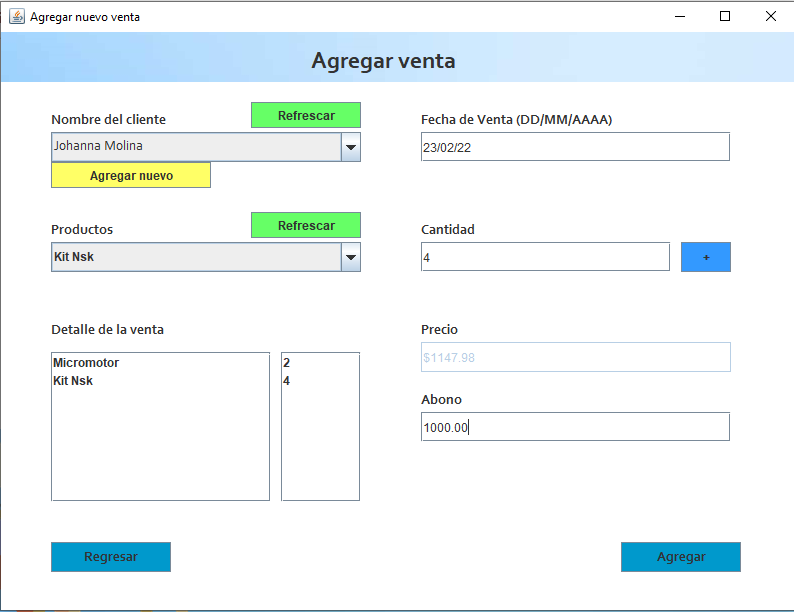 Agregar nuevo venta
Agregar venta
Nombre del cliente
Refrescar
Johanna Molina
Agregar nuevo
Fecha de Venta (DD/MM/AAAA)
23/02/22
Productos
Refrescar
Kit Nsk
Cantidad
4
+
Detalle de la venta
Micromotor 2
Kit Nsk 4
Precio
$1147.98
Abono
1000.00
Regresar
Agregar